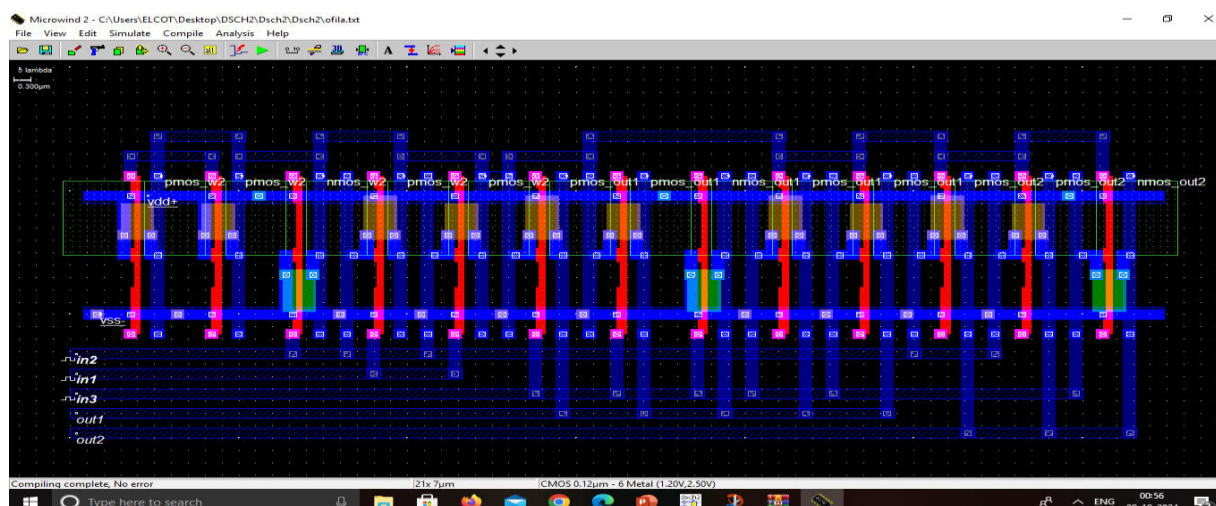 Microwind 2 - C:\Users\ELCOT\Desktop\DSCH2\Dsch2\Dsch2\ofila.txt
File View Edit Simulate Compile Analysis Help
5 lambda
0.300µm
pmos_w2 pmos_w2 nmos_w2 pmos_w2 pmos_w2 pmos_out1 pmos_out1 nmos_out1 pmos_out1 pmos_out1 pmos_out2 pmos_out2 nmos_out2
vdd+
Vss-
in2
in1
in3
out1
out2
Compiling complete, No error 21x 7µm CMOS 0.12µm - 6 Metal (1.20V,2.50V)
Type here to search ENG 00:56